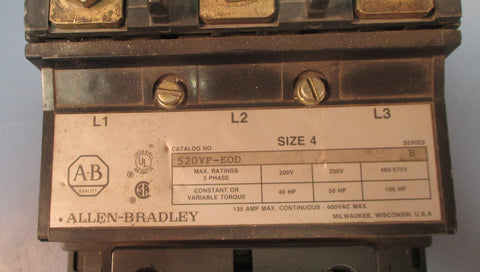 L1 L2 L3
SIZE 4
CATALOG NO. SERIES
520VF-EOD B
MAX. RATINGS 3 PHASE 200V 230V 460-575V
CONSTANT OR VARIABLE TORQUE 40 HP 50 HP 100 HP
135 AMP MAX. CONTINUOUS - 600VAC MAX.
A-B
QUALITY
UL
SA
ALLEN-BRADLEY
MILWAUKEE, WISCONSIN U.S.A